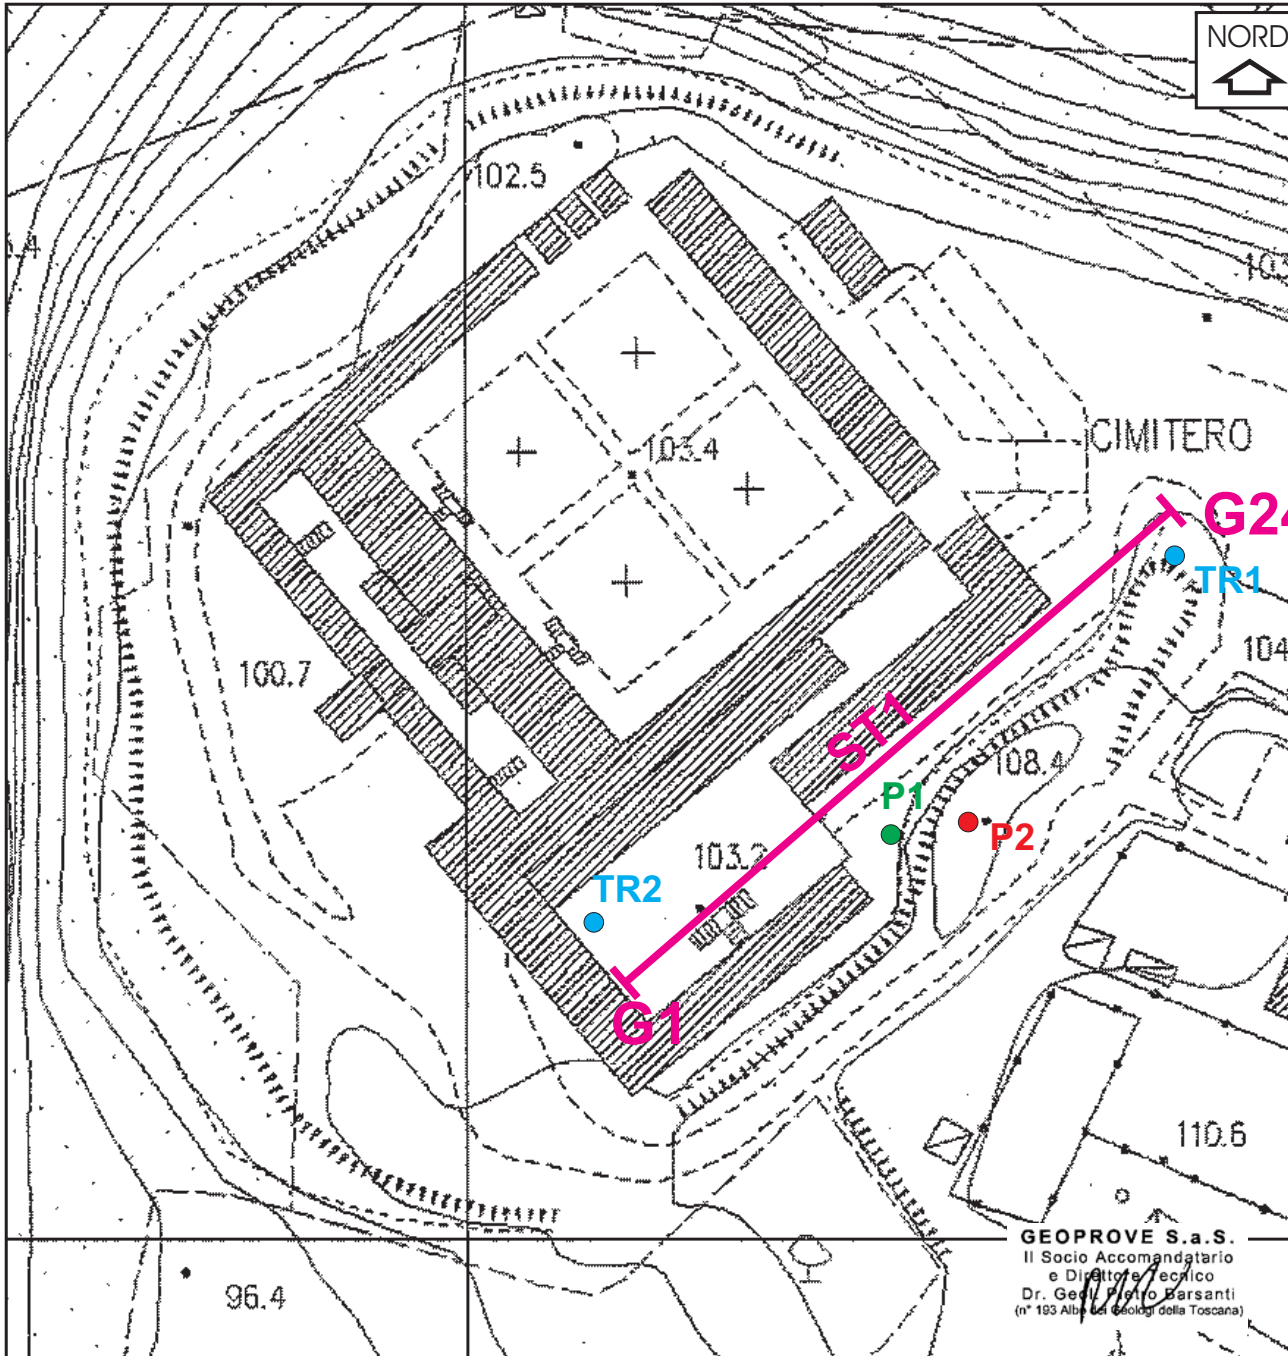 NORD
102.5
103.4
CIMITERO
G24
TR1
100.7
104
ST1
108.4
P1
P2
103.2
TR2
G1
110.6
96.4
GEOPROVE S.a.S.
Il Socio Accomandatario
e Direttore Tecnico
Dr. Geol. Pietro Barsanti
(n° 193 Albo dei Geologi della Toscana)